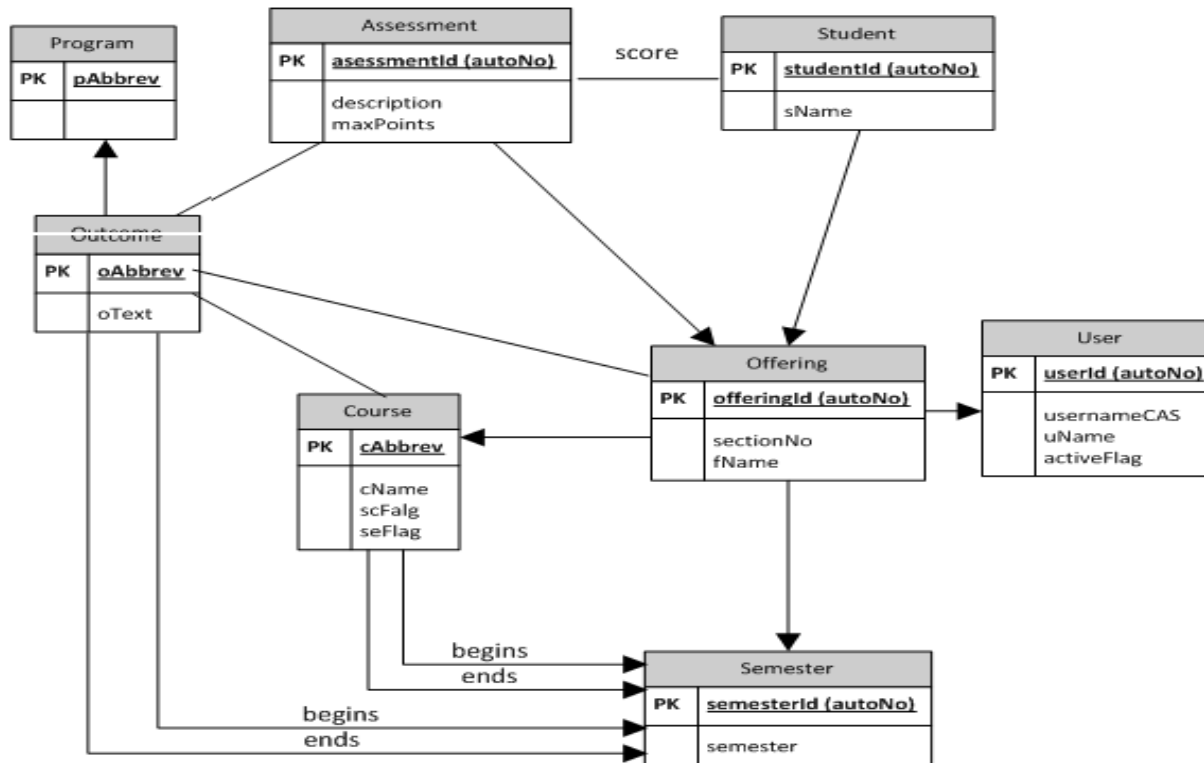 Program
PK pAbbrev
Assessment
PK asessmentId (autoNo)
description
maxPoints
score
Student
PK studentId (autoNo)
sName
Outcome
PK oAbbrev
oText
Course
PK cAbbrev
cName
scFalg
seFlag
Offering
PK offeringId (autoNo)
sectionNo
fName
User
PK userId (autoNo)
usernameCAS
uName
activeFlag
begins
ends
begins
ends
Semester
PK semesterId (autoNo)
semester